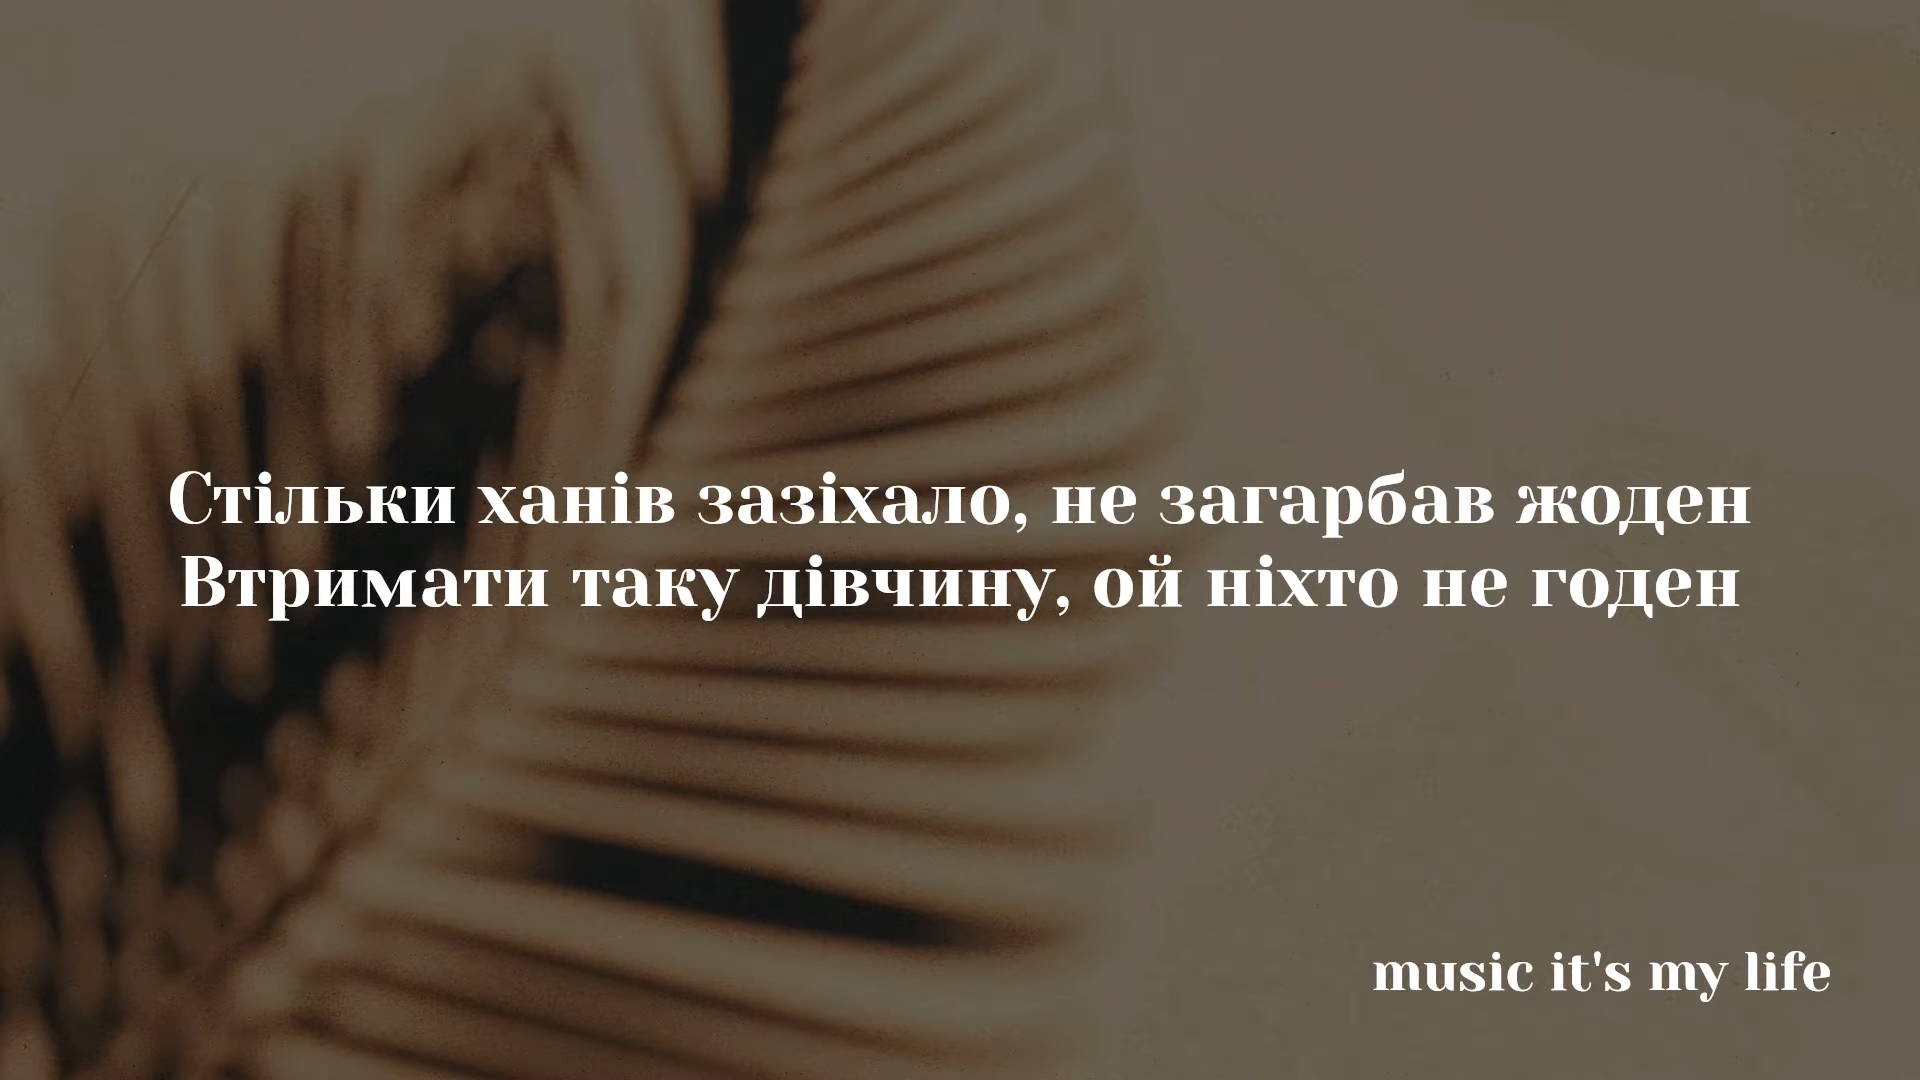 Стільки ханів зазіхало, не загарбав жоден
Втримати таку дівчину, ой ніхто не годен
music it's my life